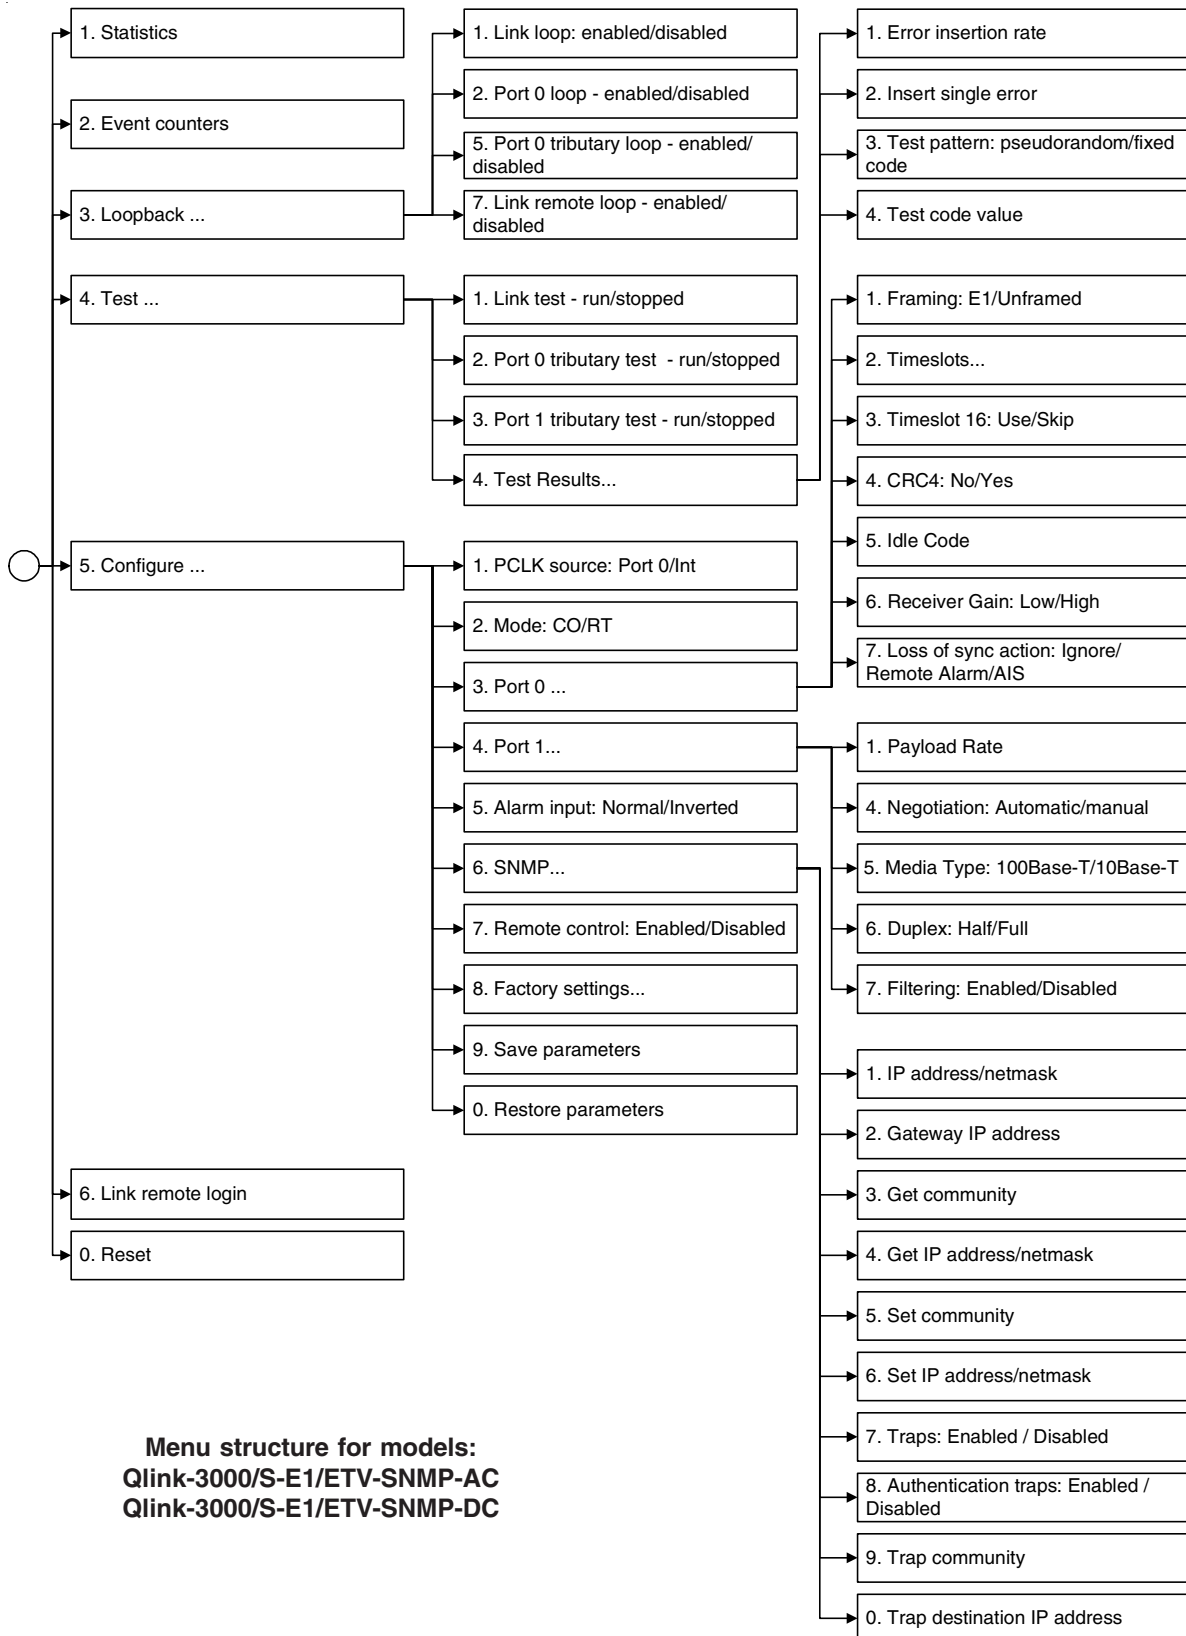 1. Statistics
2. Event counters
3. Loopback ...
4. Test ...
5. Configure ...
6. Link remote login
0. Reset
1. Link loop: enabled/disabled
2. Port 0 loop - enabled/disabled
5. Port 0 tributary loop - enabled/
disabled
7. Link remote loop - enabled/
disabled
1. Link test - run/stopped
2. Port 0 tributary test - run/stopped
3. Port 1 tributary test - run/stopped
4. Test Results...
1. PCLK source: Port 0/Int
2. Mode: CO/RT
3. Port 0 ...
4. Port 1...
5. Alarm input: Normal/Inverted
6. SNMP...
7. Remote control: Enabled/Disabled
8. Factory settings...
9. Save parameters
0. Restore parameters
1. Error insertion rate
2. Insert single error
3. Test pattern: pseudorandom/fixed
code
4. Test code value
1. Framing: E1/Unframed
2. Timeslots...
3. Timeslot 16: Use/Skip
4. CRC4: No/Yes
5. Idle Code
6. Receiver Gain: Low/High
7. Loss of sync action: Ignore/
Remote Alarm/AIS
1. Payload Rate
4. Negotiation: Automatic/manual
5. Media Type: 100Base-T/10Base-T
6. Duplex: Half/Full
7. Filtering: Enabled/Disabled
1. IP address/netmask
2. Gateway IP address
3. Get community
4. Get IP address/netmask
5. Set community
6. Set IP address/netmask
7. Traps: Enabled / Disabled
8. Authentication traps: Enabled /
Disabled
9. Trap community
0. Trap destination IP address
Menu structure for models:
Qlink-3000/S-E1/ETV-SNMP-AC
Qlink-3000/S-E1/ETV-SNMP-DC